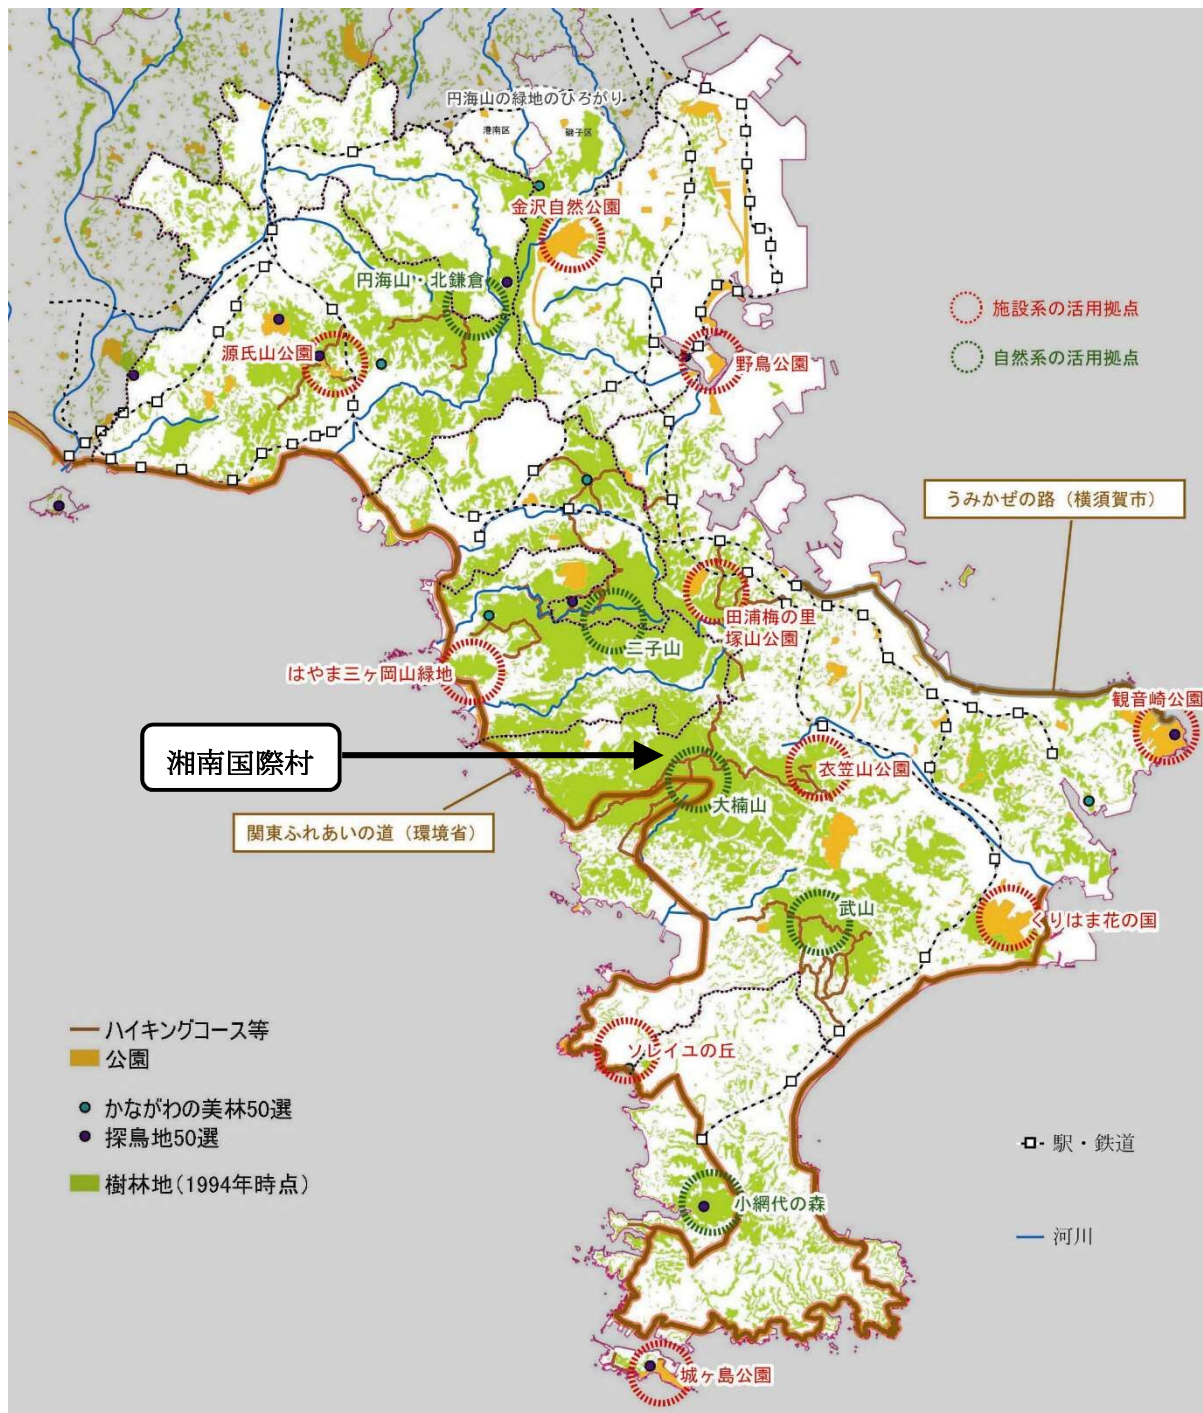 円海山の緑地のひろがり
港南区
磯子区
金沢自然公園
円海山・北鎌倉
施設系の活用拠点
源氏山公園
野鳥公園
自然系の活用拠点
うみかぜの路（横須賀市）
田浦梅の里
塚山公園
二子山
はやま三ヶ岡山緑地
観音崎公園
湘南国際村
衣笠山公園
大楠山
関東ふれあいの道（環境省）
武山
くりはま花の国
ハイキングコース等
公園
ソレイユの丘
かながわの美林50選
探鳥地50選
駅・鉄道
樹林地（1994年時点）
小網代の森
河川
城ヶ島公園